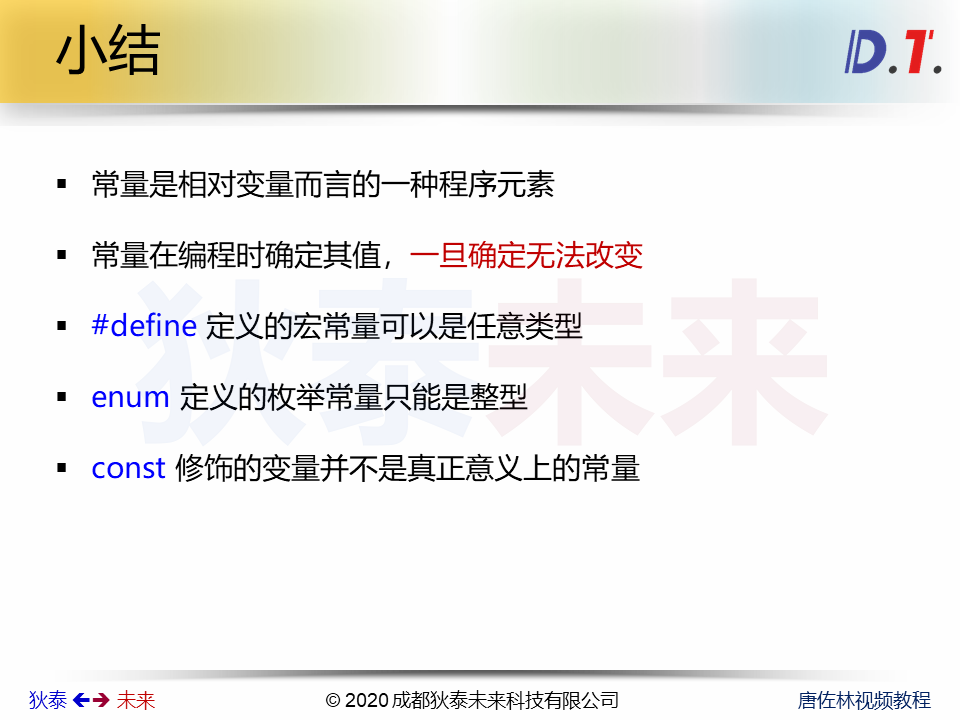 小结
D.T.
常量是相对变量而言的一种程序元素
常量在编程时确定其值，一旦确定无法改变
#define 定义的宏常量可以是任意类型
enum 定义的枚举常量只能是整型
const 修饰的变量并不是真正意义上的常量
狄泰未来
狄泰 未来
© 2020 成都狄泰未来科技有限公司
唐佐林视频教程